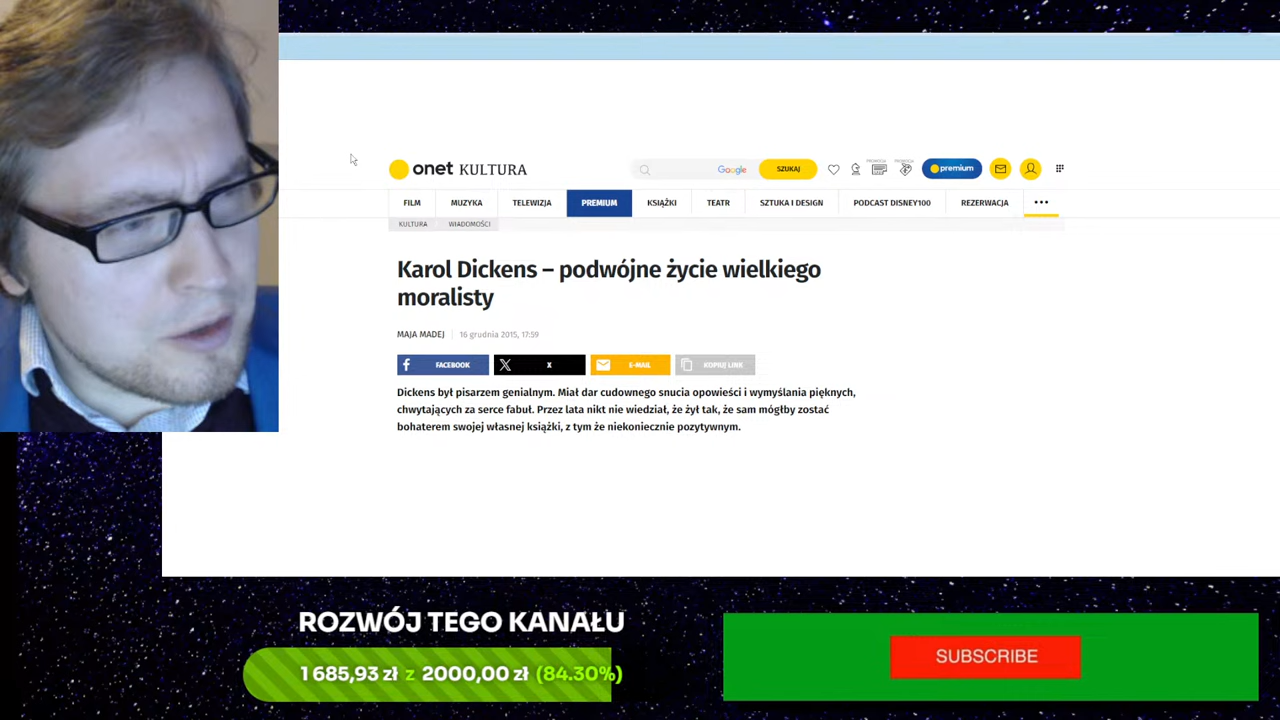 onet KULTURA
Google
SZUKAJ
PROMOCJA
PROMOCJA
premium
FILM
MUZYKA
TELEWIZJA
PREMIUM
KSIĄŻKI
TEATR
SZTUKA I DESIGN
PODCAST DISNEY100
REZERWACJA
KULTURA
WIADOMOŚCI
Karol Dickens – podwójne życie wielkiego
moralisty
MAJA MADEJ
16 grudnia 2015, 17:59
FACEBOOK
X
E-MAIL
KOPIUJ LINK
Dickens był pisarzem genialnym. Miał dar cudownego snucia opowieści i wymyślania pięknych,
chwytających za serce fabuł. Przez lata nikt nie wiedział, że żył tak, że sam mógłby zostać
bohaterem swojej własnej książki, z tym że niekoniecznie pozytywnym.
ROZWÓJ TEGO KANAŁU
1 685,93 zł z 2000,00 zł (84.30%)
SUBSCRIBE